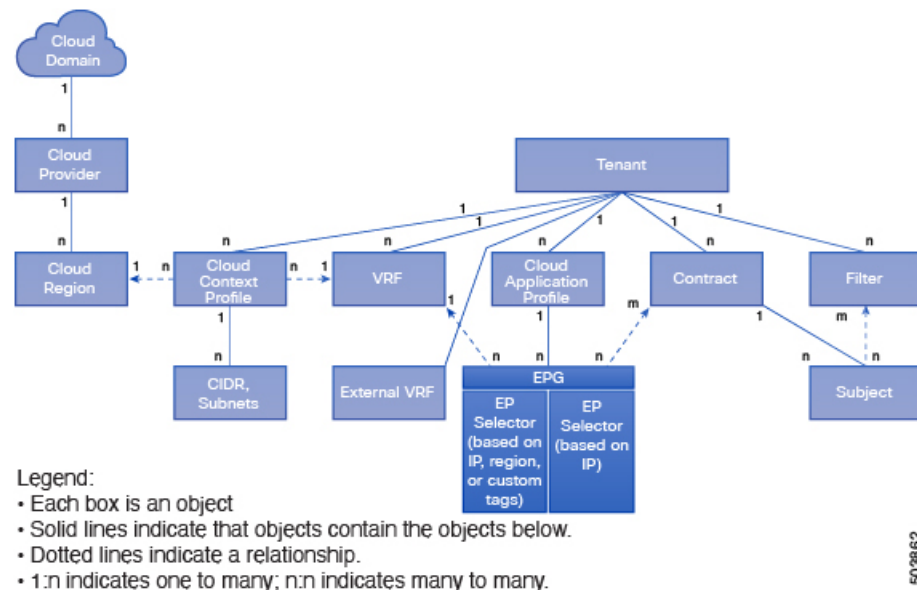 Cloud
Domain
1
n
Cloud
Provider
Tenant
1
1
1
1
1
1
n
n
n
n
n
n
Cloud
Region
1
n
Cloud
Context
Profile
n
1
VRF
Cloud
Application
Profile
Contract
Filter
1
1
1
m
1
m
n
n
n
n
n
n
CIDR,
Subnets
External VRF
EPG
Subject
EP
Selector
(based on
IP, region,
or custom
tags)
EP
Selector
(based on
IP)
Legend:
• Each box is an object
• Solid lines indicate that objects contain the objects below.
• Dotted lines indicate a relationship.
• 1:n indicates one to many; n:n indicates many to many.
503862